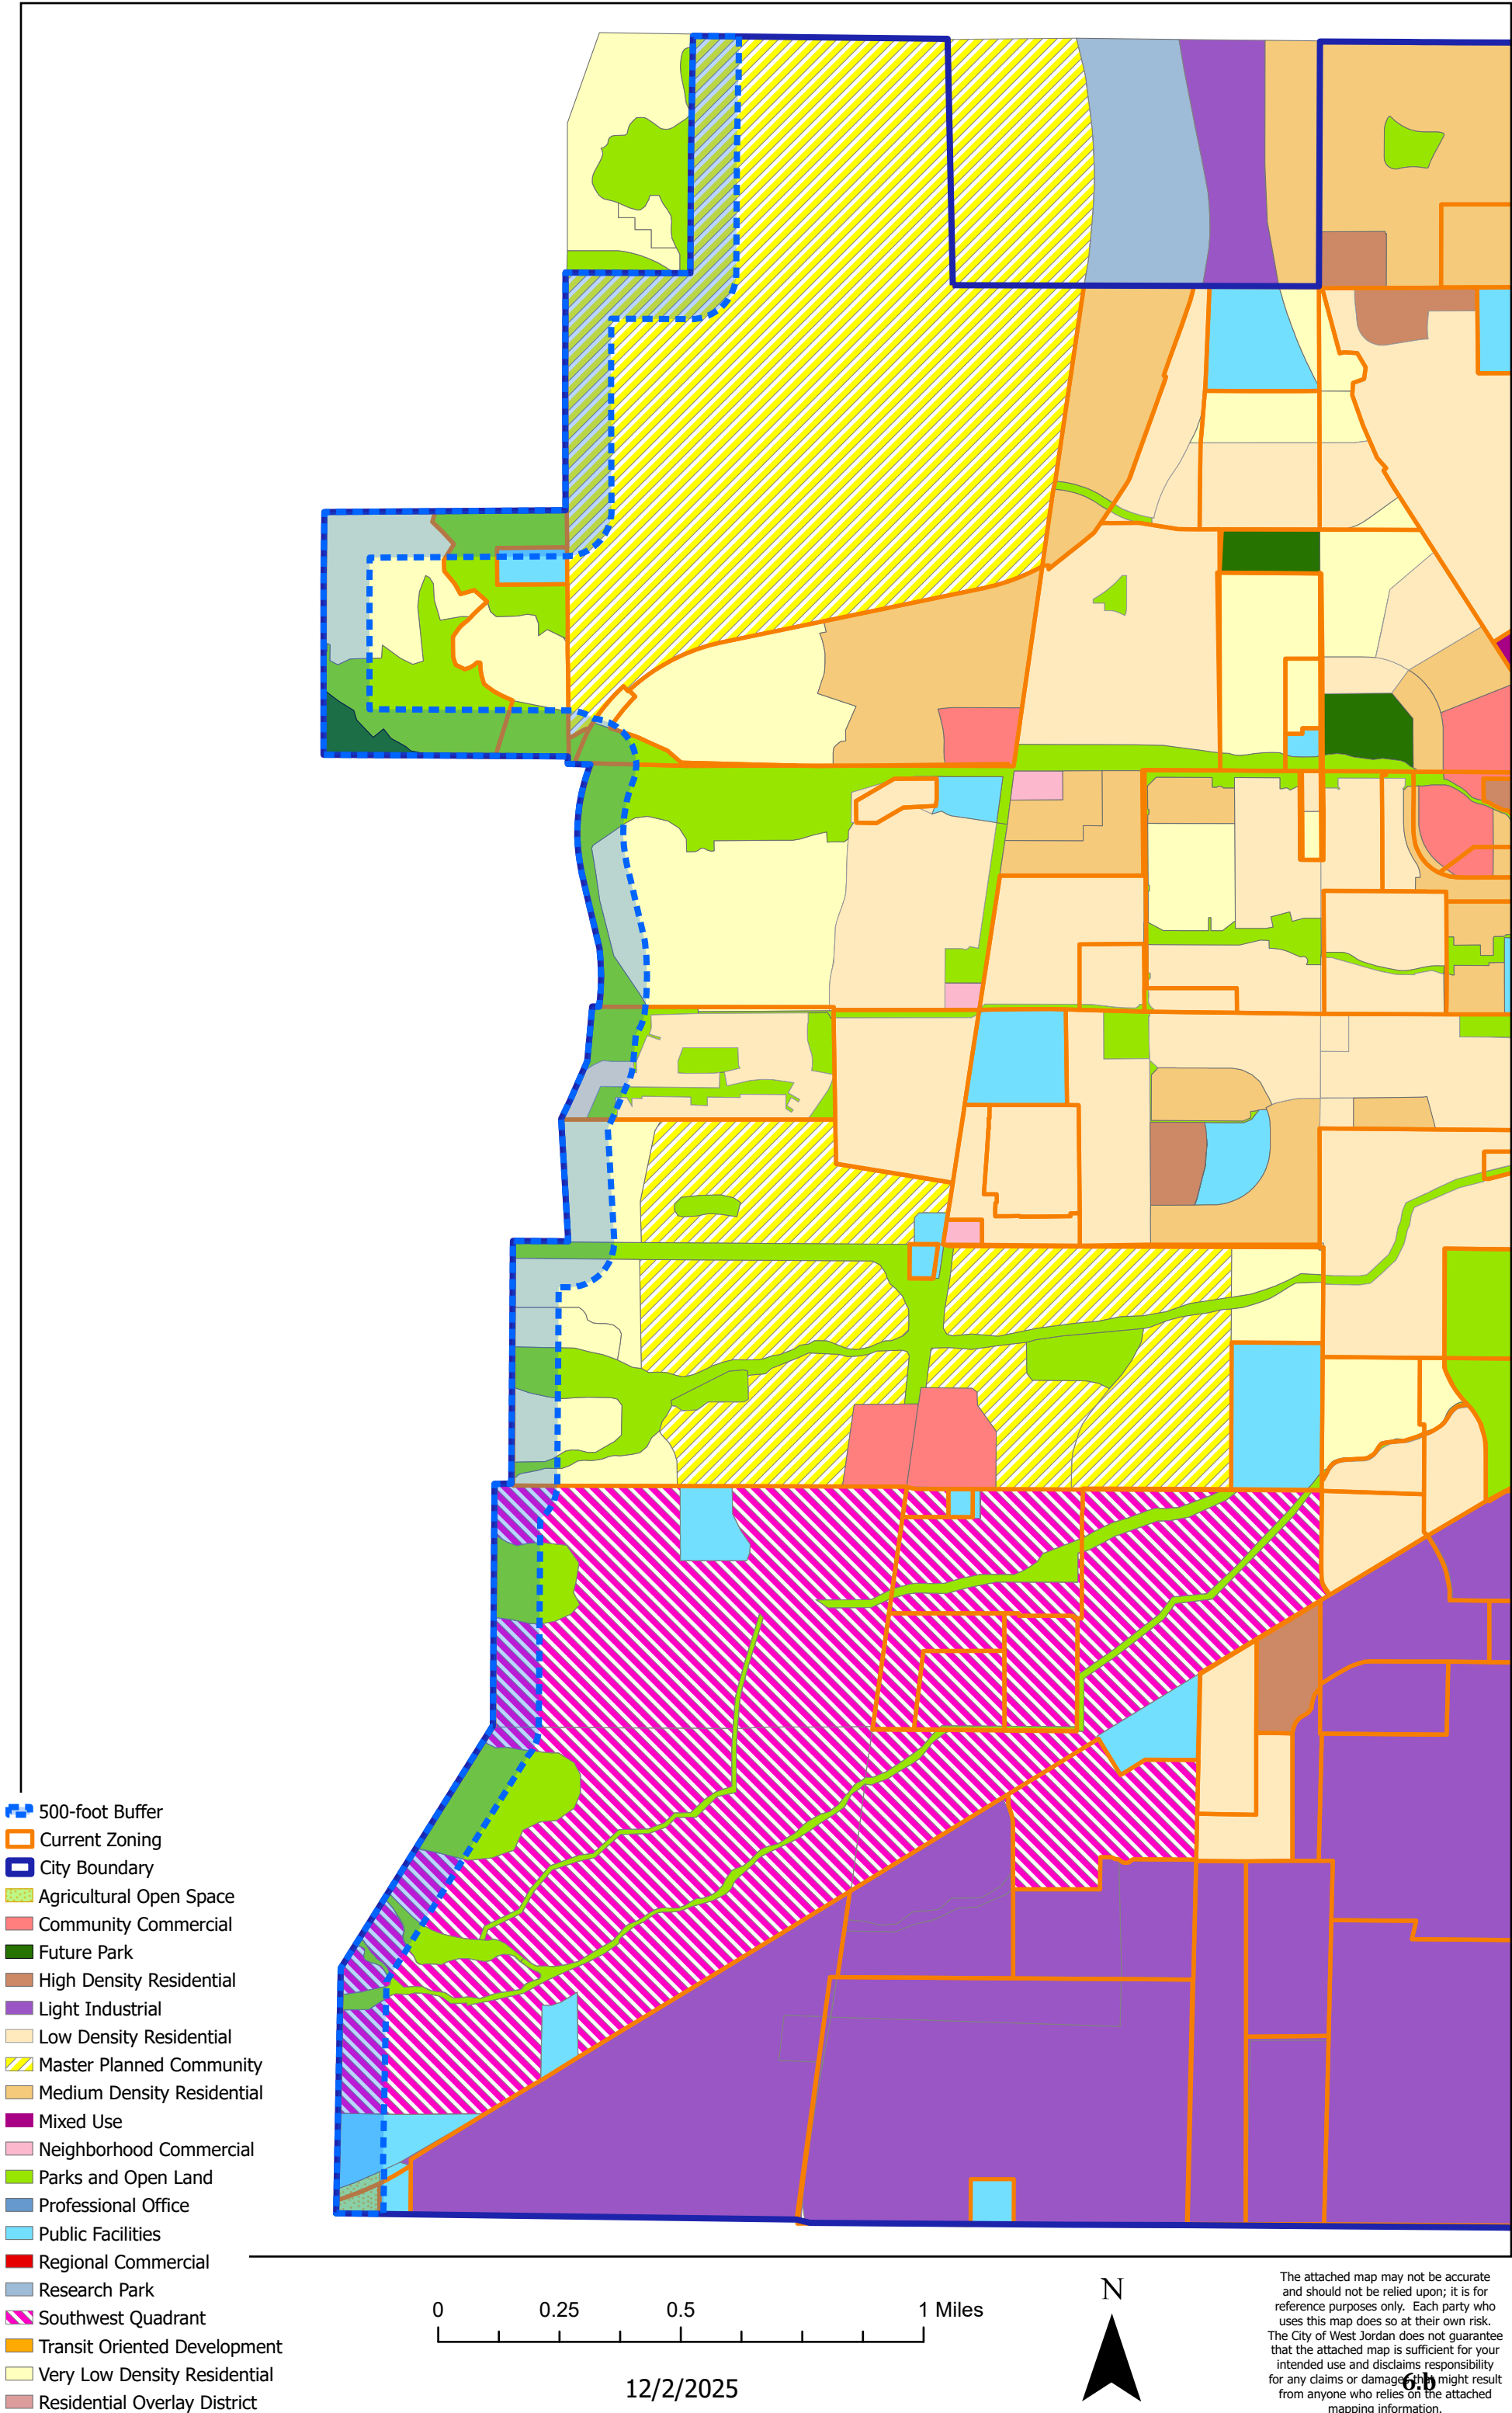 500-foot Buffer
Current Zoning
City Boundary
Agricultural Open Space
Community Commercial
Future Park
High Density Residential
Light Industrial
Low Density Residential
Master Planned Community
Medium Density Residential
Mixed Use
Neighborhood Commercial
Parks and Open Land
Professional Office
Public Facilities
Regional Commercial
Research Park
Southwest Quadrant
Transit Oriented Development
Very Low Density Residential
Residential Overlay District
0 0.25 0.5 1 Miles
12/2/2025
N
The attached map may not be accurate
and should not be relied upon; it is for
reference purposes only. Each party who
uses this map does so at their own risk.
The City of West Jordan does not guarantee
that the attached map is sufficient for your
intended use and disclaims responsibility
for any claims or damages that might result
from anyone who relies on the attached
mapping information.
6.b